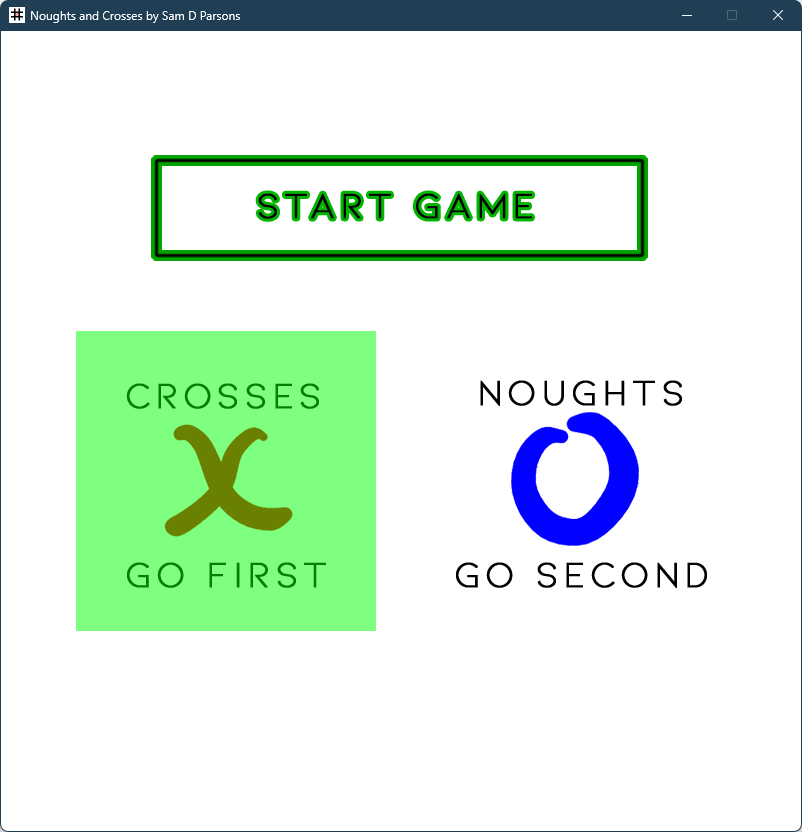 Noughts and Crosses by Sam D Parsons
START GAME
CROSSES
GO FIRST
NOUGHTS
GO SECOND